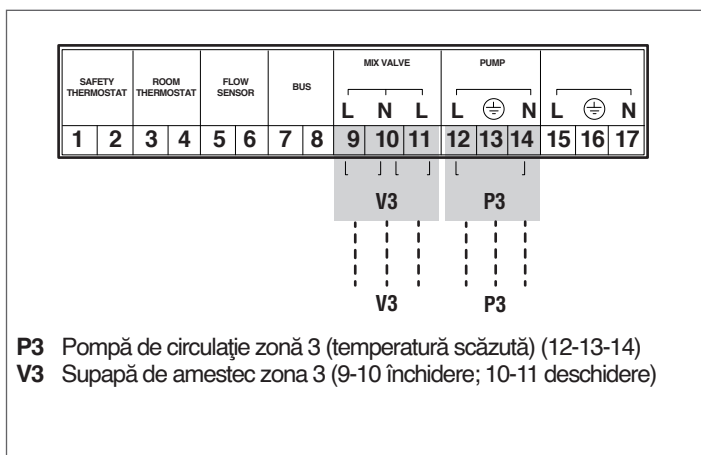 MIX VALVE PUMP
SAFETY THERMOSTAT ROOM THERMOSTAT FLOW SENSOR BUS
L N L L N L N
1 2 3 4 5 6 7 8 9 10 11 12 13 14 15 16 17
V3 P3
V3 P3
P3 Pompă de circulaţie zonă 3 (temperatură scăzută) (12-13-14)
V3 Supapă de amestec zona 3 (9-10 închidere; 10-11 deschidere)